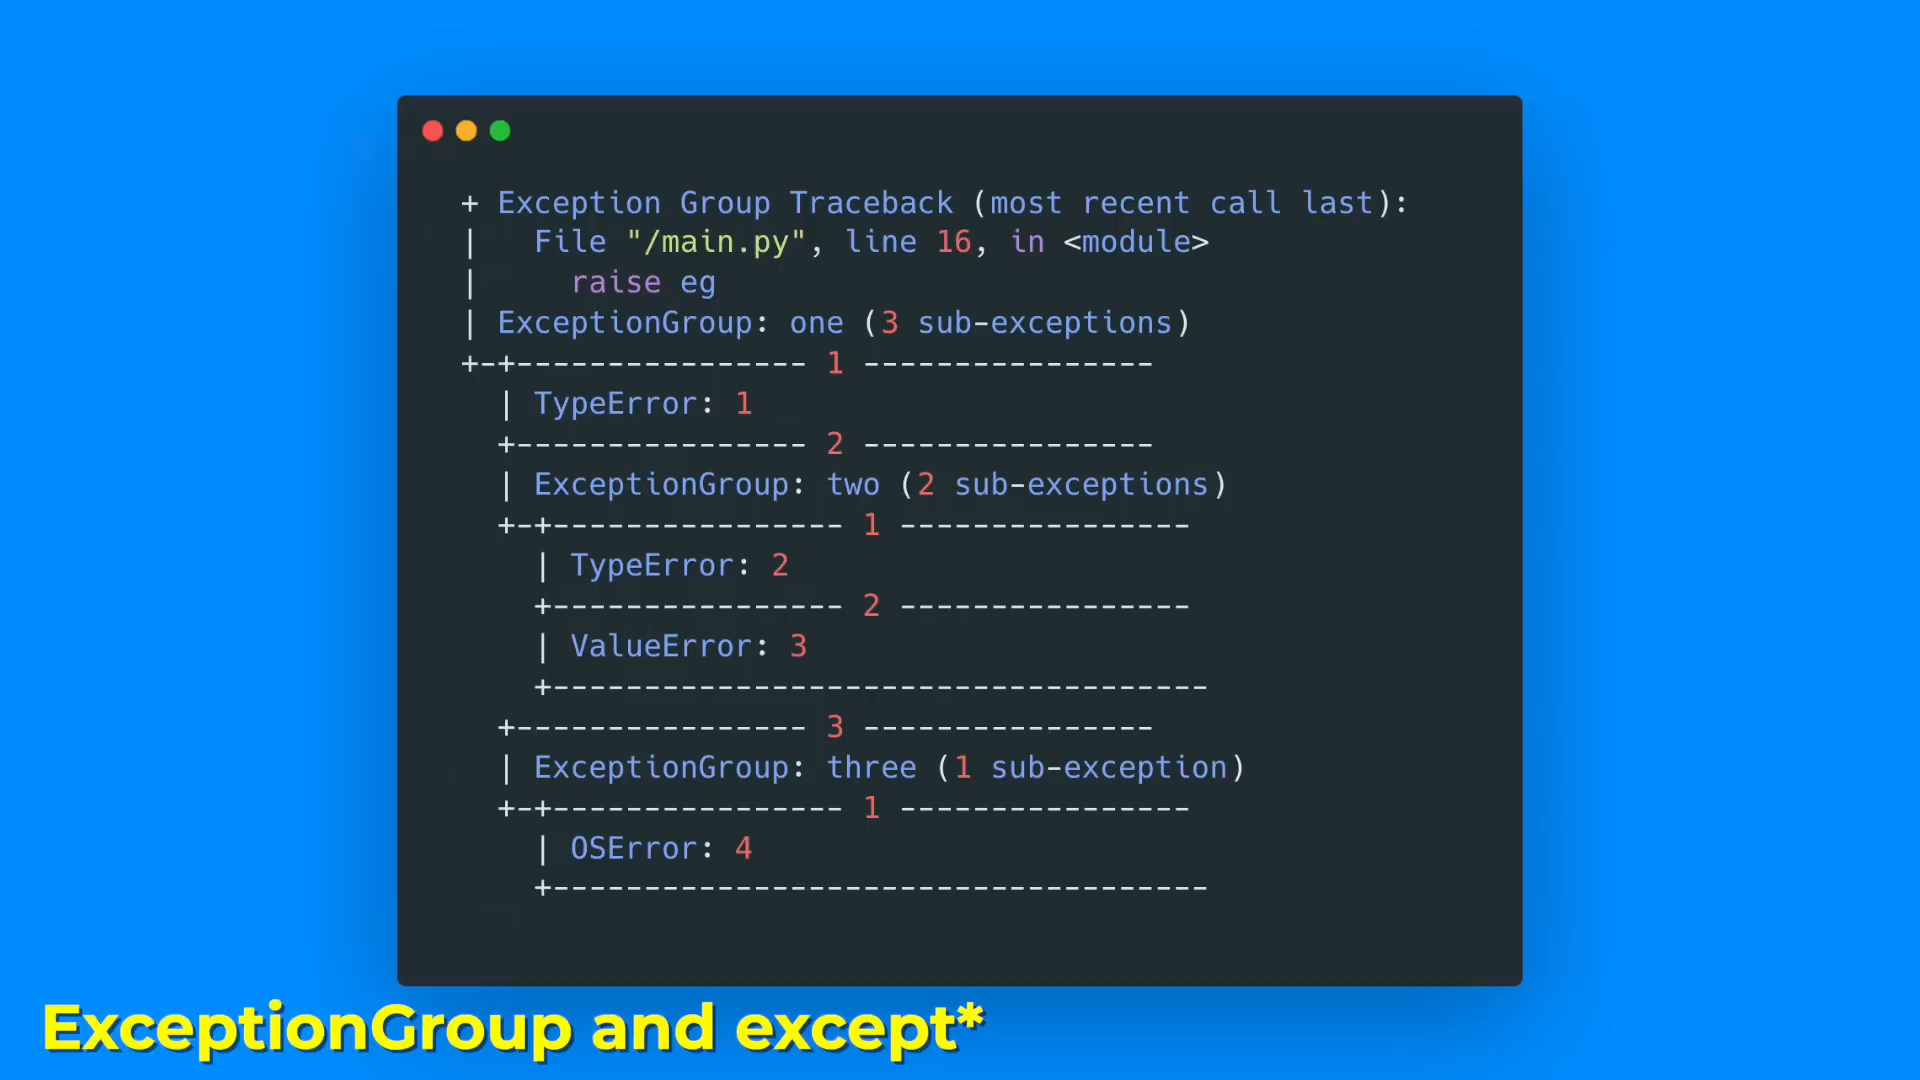 + Exception Group Traceback (most recent call last):
|   File "/main.py", line 16, in <module>
|     raise eg
| ExceptionGroup: one (3 sub-exceptions)
+-+---------------- 1 ----------------
  | TypeError: 1
  +---------------- 2 ----------------
  | ExceptionGroup: two (2 sub-exceptions)
  +-+---------------- 1 ----------------
    | TypeError: 2
    +---------------- 2 ----------------
    | ValueError: 3
    +------------------------------------
  +---------------- 3 ----------------
  | ExceptionGroup: three (1 sub-exception)
  +-+---------------- 1 ----------------
    | OSError: 4
    +------------------------------------
ExceptionGroup and except*